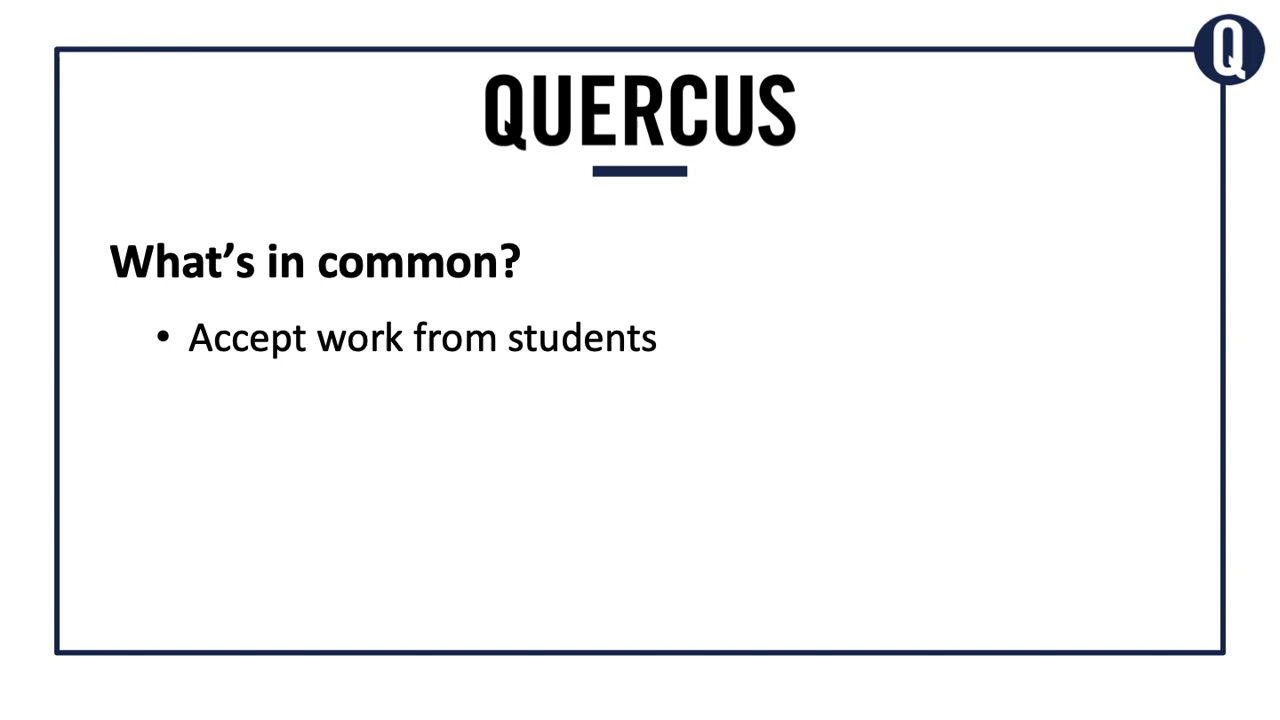 Q
QUERCUS
What’s in common?
• Accept work from students